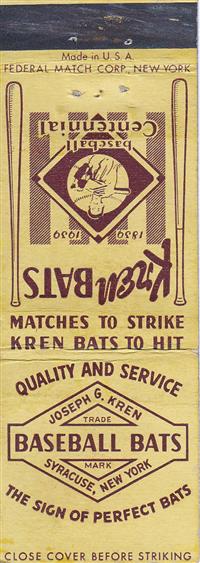 Made in U.S.A.
FEDERAL MATCH CORP., NEW YORK
baseball
Centennial
1839 1939
Kren BATS
MATCHES TO STRIKE
KREN BATS TO HIT
QUALITY AND SERVICE
JOSEPH G. KREN
TRADE
BASEBALL BATS
MARK
SYRACUSE, NEW YORK
THE SIGN OF PERFECT BATS
CLOSE COVER BEFORE STRIKING